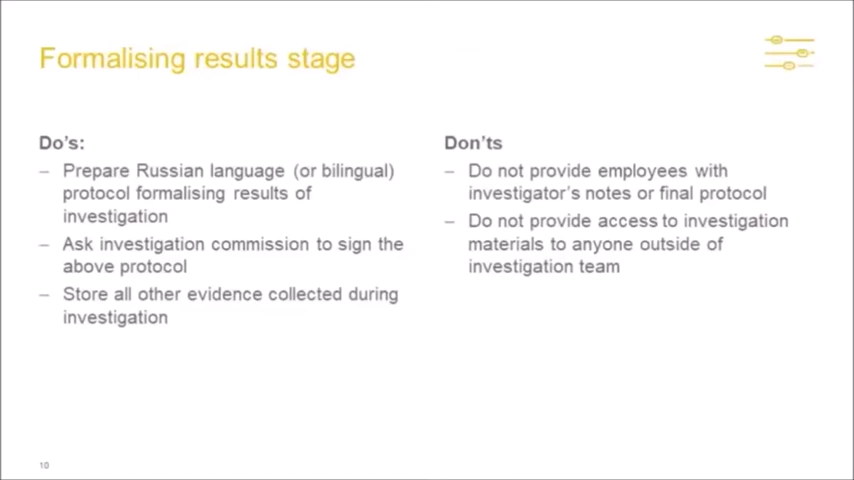 Formalising results stage
Do's:
– Prepare Russian language (or bilingual)
protocol formalising results of
investigation
– Ask investigation commission to sign the
above protocol
– Store all other evidence collected during
investigation
Don'ts
– Do not provide employees with
investigator's notes or final protocol
– Do not provide access to investigation
materials to anyone outside of
investigation team
10